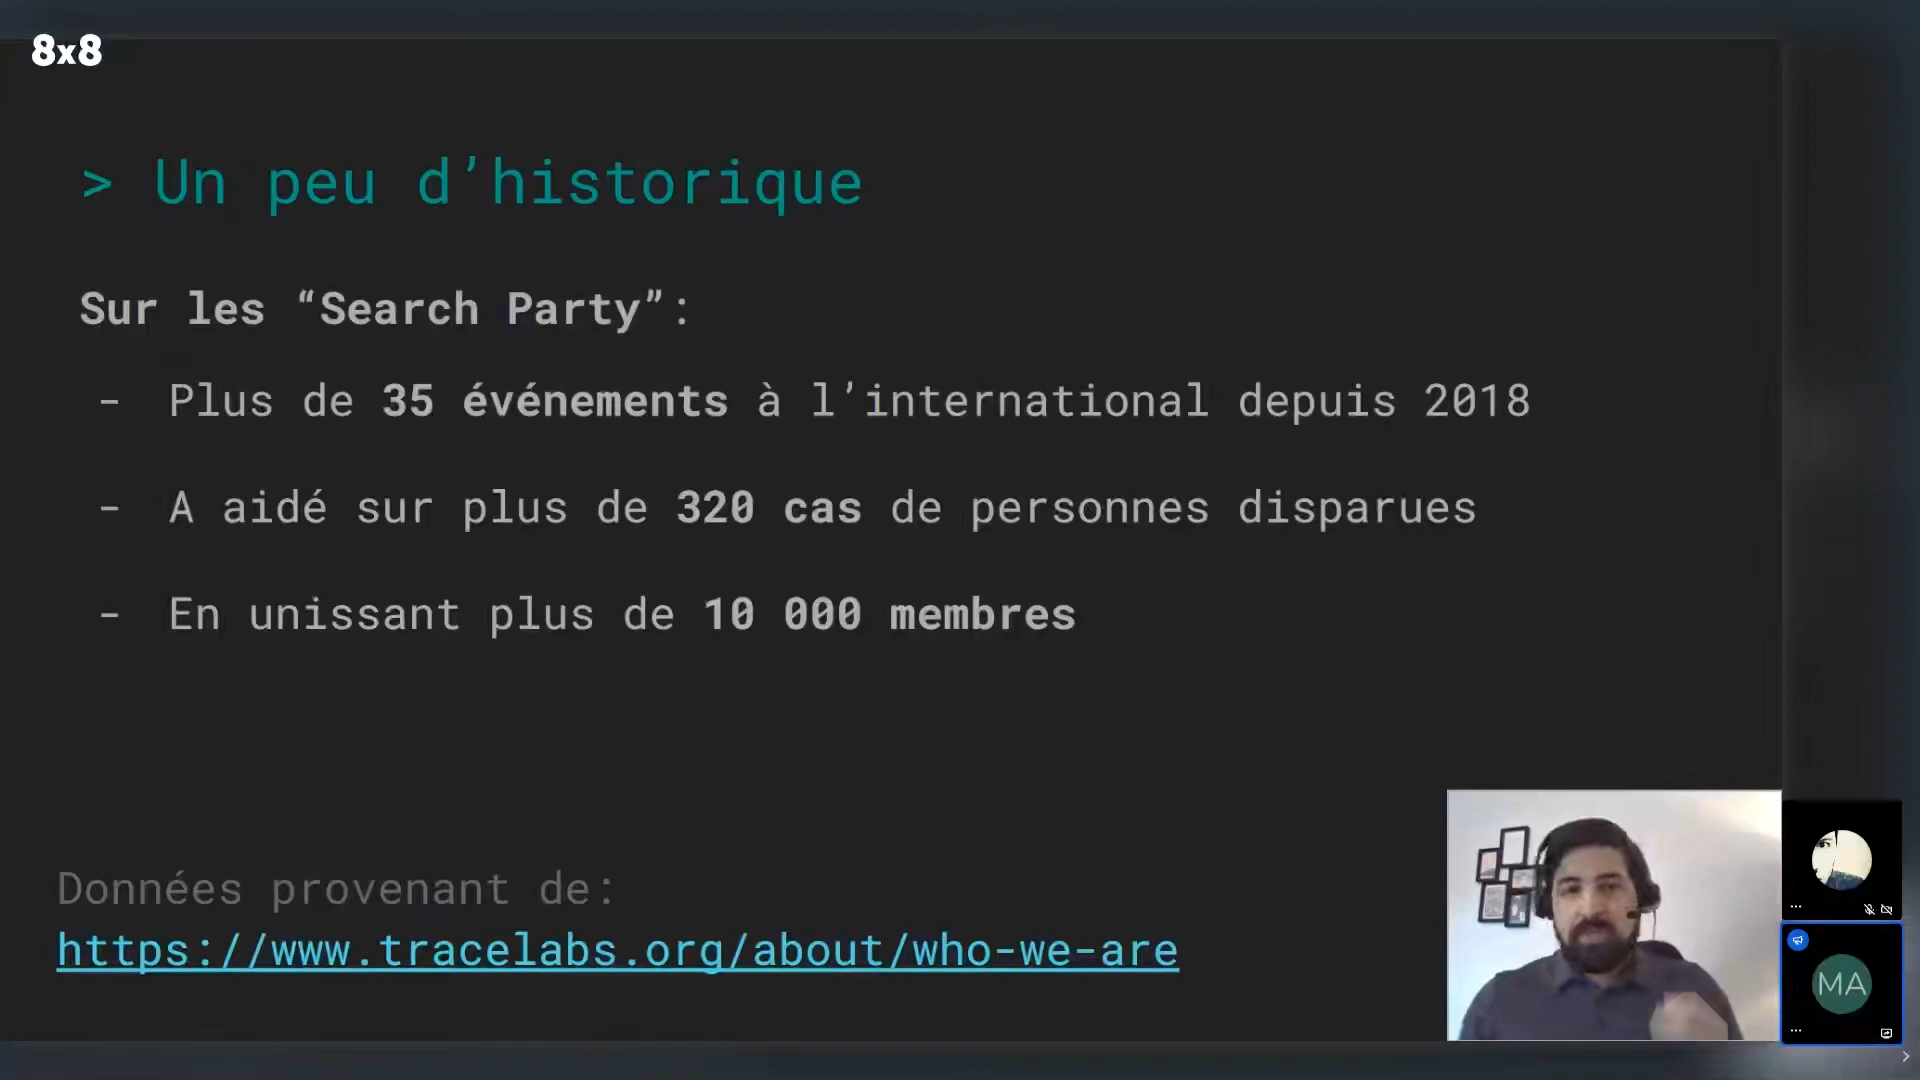 8x8
> Un peu d’historique
Sur les “Search Party”:
- Plus de 35 événements à l’international depuis 2018
- A aidé sur plus de 320 cas de personnes disparues
- En unissant plus de 10 000 membres
Données provenant de:
https://www.tracelabs.org/about/who-we-are
MA